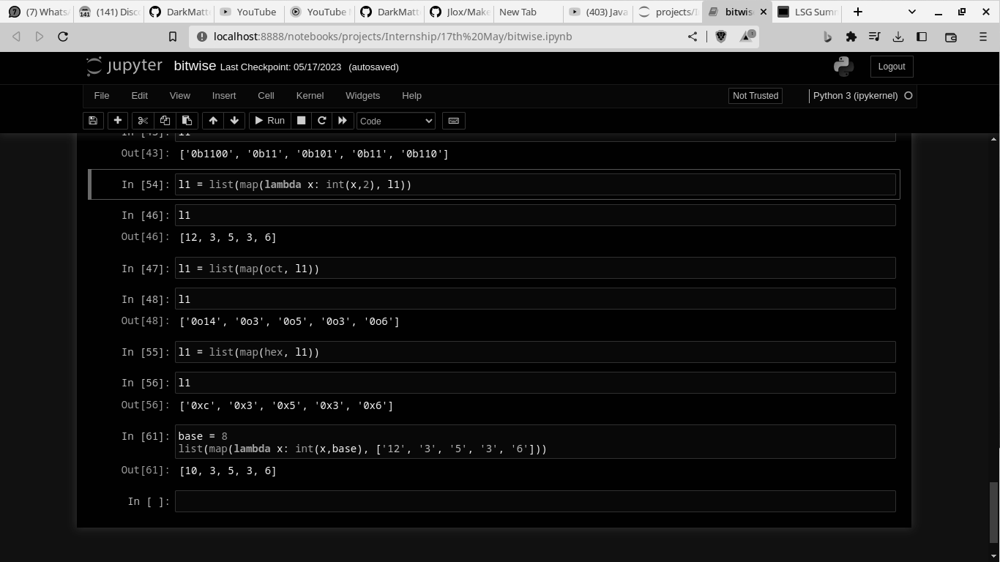 (7) Whats
(141) Disc
DarkMatt
YouTube
YouTube
DarkMatt
Jlox/Make
New Tab
(403) Java
projects/I
bitwise
LSG Sum
localhost:8888/notebooks/projects/Internship/17th%20May/bitwise.ipynb
1
jupyter bitwise Last Checkpoint: 05/17/2023 (autosaved)
Logout
File Edit View Insert Cell Kernel Widgets Help
Not Trusted
Python 3 (ipykernel)
Run
Code
In [43]: l1
Out[43]: ['0b1100', '0b11', '0b101', '0b11', '0b110']
In [54]: l1 = list(map(lambda x: int(x,2), l1))
In [46]: l1
Out[46]: [12, 3, 5, 3, 6]
In [47]: l1 = list(map(oct, l1))
In [48]: l1
Out[48]: ['0o14', '0o3', '0o5', '0o3', '0o6']
In [55]: l1 = list(map(hex, l1))
In [56]: l1
Out[56]: ['0xc', '0x3', '0x5', '0x3', '0x6']
In [61]: base = 8
list(map(lambda x: int(x,base), ['12', '3', '5', '3', '6']))
Out[61]: [10, 3, 5, 3, 6]
In [ ]: